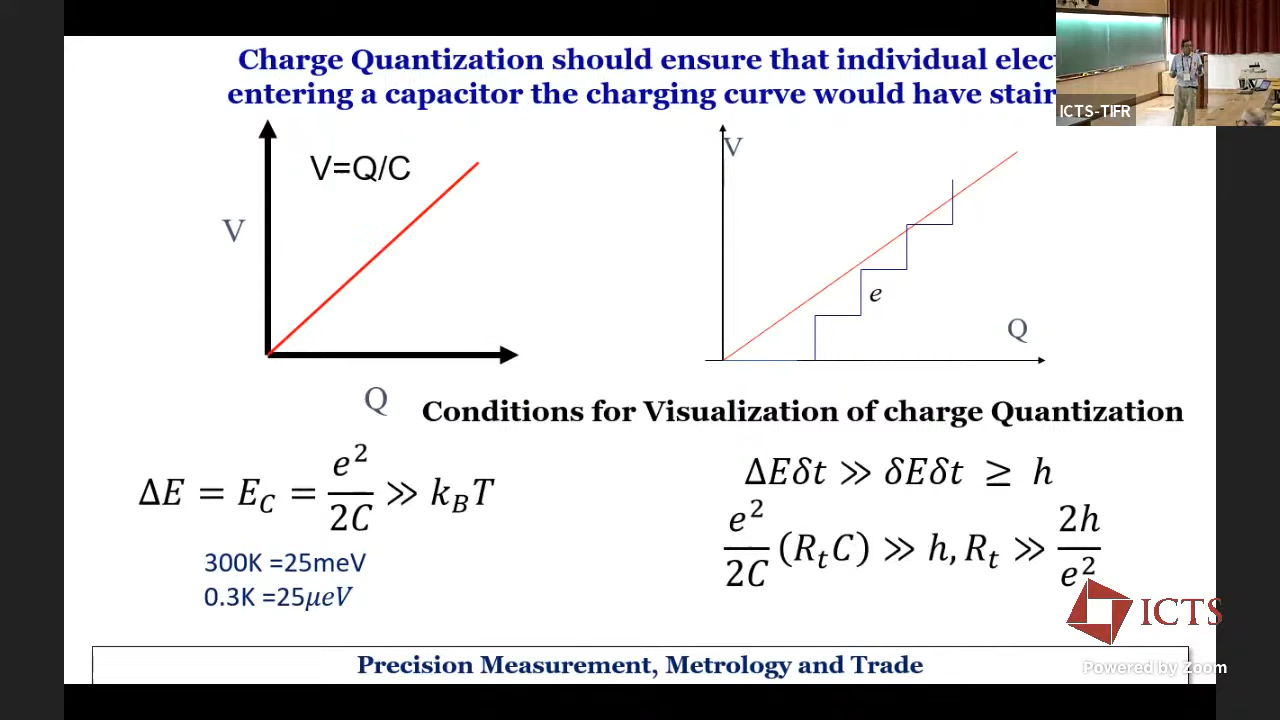 Charge Quantization should ensure that individual elec
entering a capacitor the charging curve would have stair
ICTS-TIFR
V=Q/C
V
Q
V
e
Q
Conditions for Visualization of charge Quantization
ΔE = E_C = e²/2C ≫ k_BT
300K =25meV
0.3K =25μeV
ΔEδt ≫ δEδt ≥ h
e²/2C (R_tC) ≫ h, R_t ≫ 2h/e²
ICTS
Precision Measurement, Metrology and Trade
Powered by Zoom